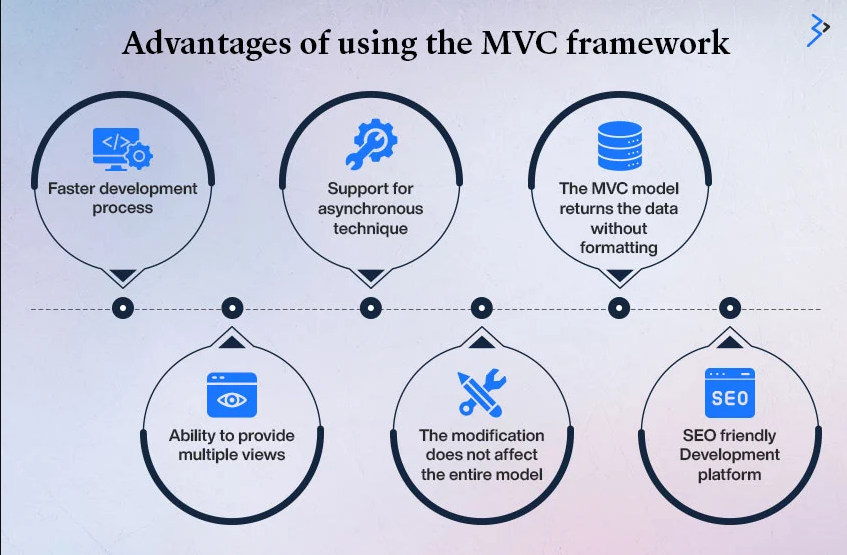 Advantages of using the MVC framework
</>
Faster development
process
Support for
asynchronous
technique
The MVC model
returns the data
without
formatting
Ability to provide
multiple views
The modification
does not affect
the entire model
SEO
SEO friendly
Development
platform